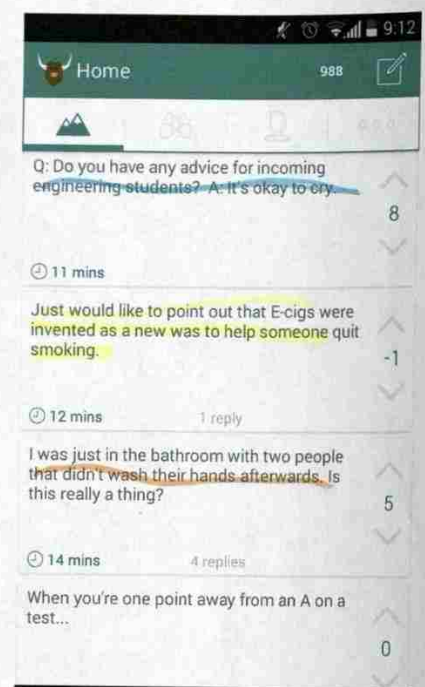 9:12
Home
988
Q: Do you have any advice for incoming
engineering students? A: It's okay to cry.
8
11 mins
Just would like to point out that E-cigs were
invented as a new was to help someone quit
smoking.
-1
12 mins 1 reply
I was just in the bathroom with two people
that didn't wash their hands afterwards. Is
this really a thing?
5
14 mins 4 replies
When you're one point away from an A on a
test...
0